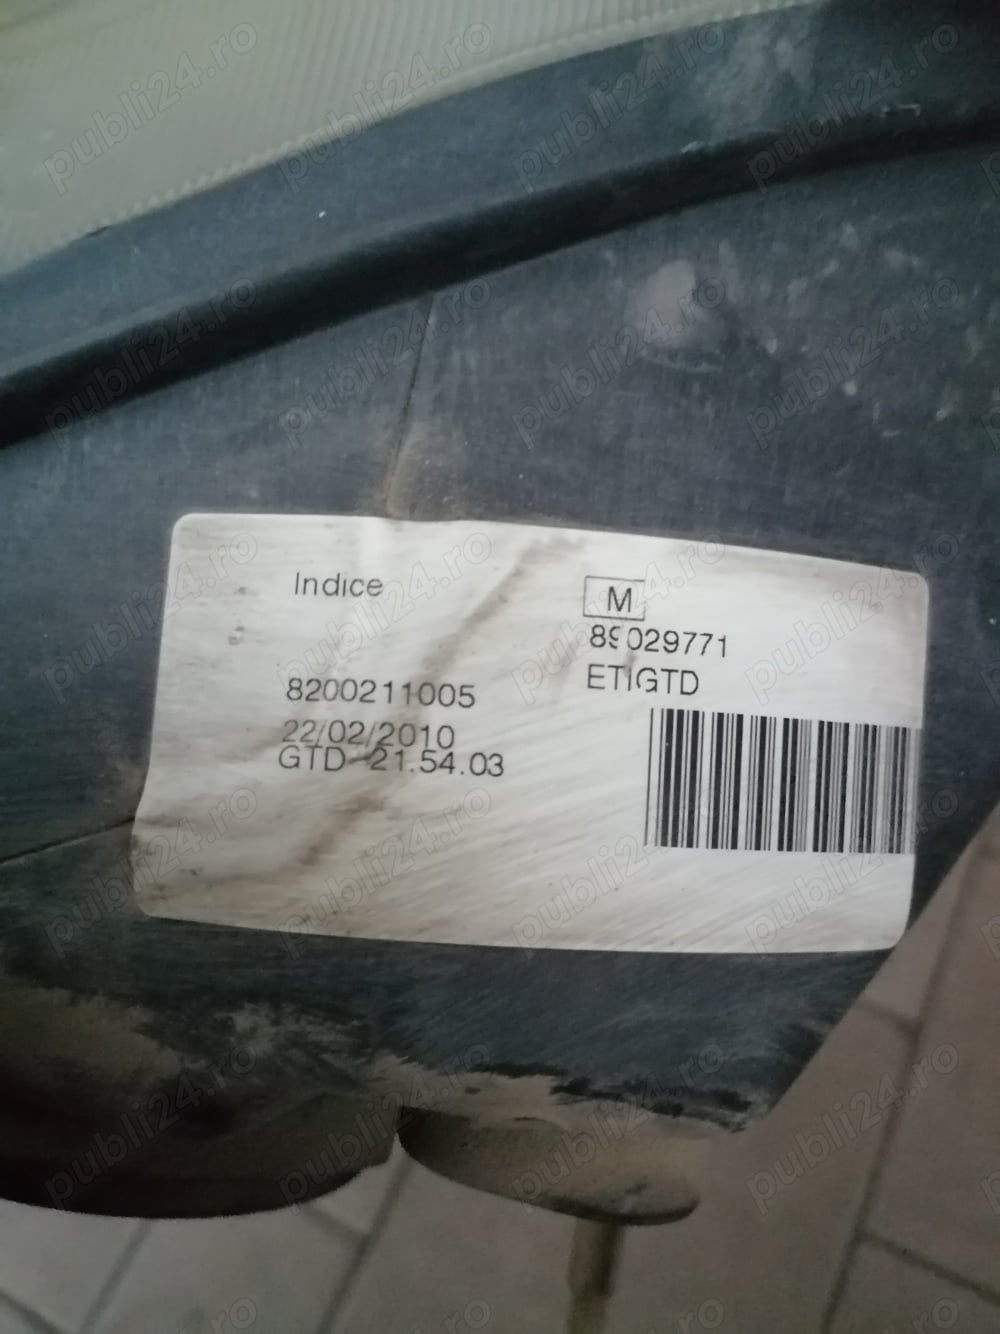 Indice
M
89029771
ETIGTD
8200211005
22/02/2010
GTD-21.54.03
publi24.ro